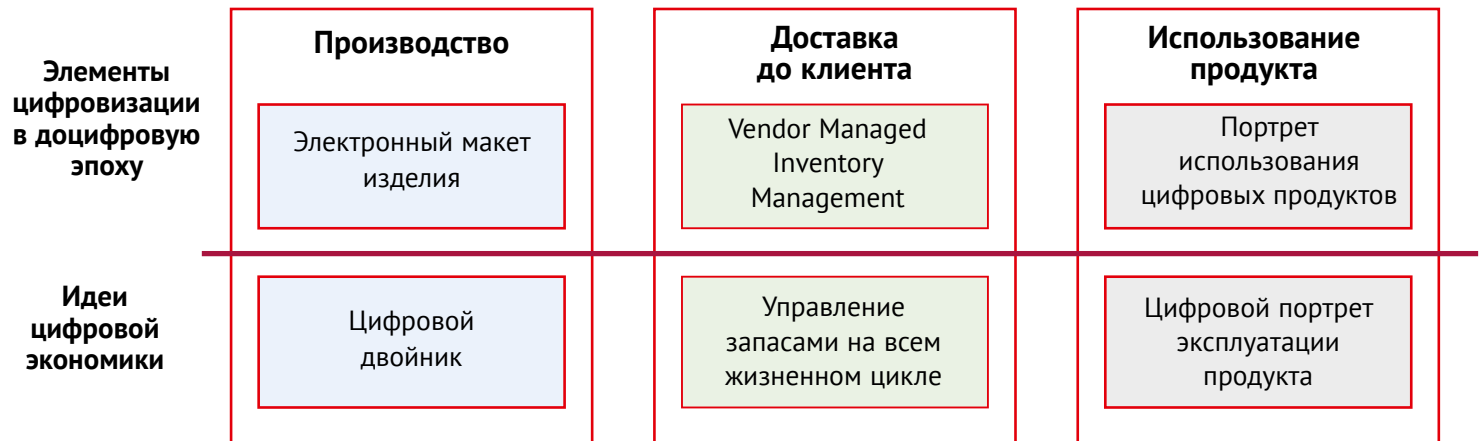 Производство
Доставка
до клиента
Использование
продукта
Элементы
цифровизации
в доцифровую
эпоху
Электронный макет
изделия
Vendor Managed
Inventory
Management
Портрет
использования
цифровых продуктов
Идеи
цифровой
экономики
Цифровой
двойник
Управление
запасами на всем
жизненном цикле
Цифровой портрет
эксплуатации
продукта